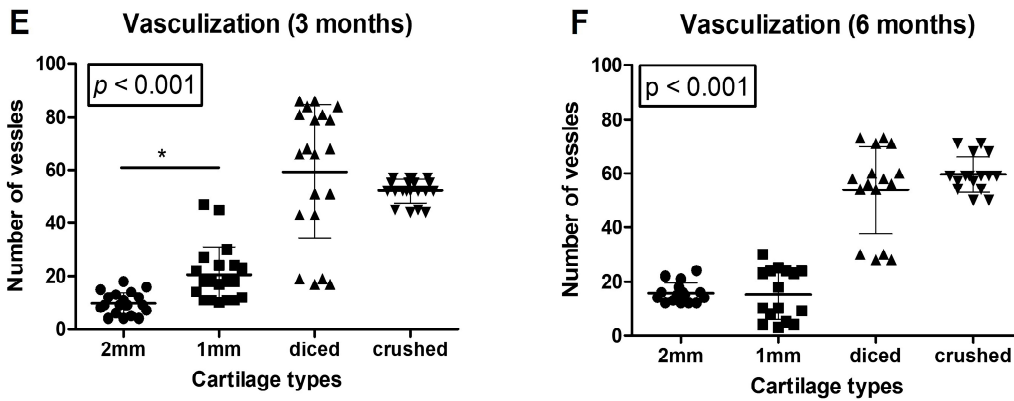 E
Vasculization (3 months)
p < 0.001
*
Number of vessles
100
80
60
40
20
0
2mm 1mm diced crushed
Cartilage types
F
Vasculization (6 months)
p < 0.001
Number of vessles
100
80
60
40
20
0
2mm 1mm diced crushed
Cartilage types